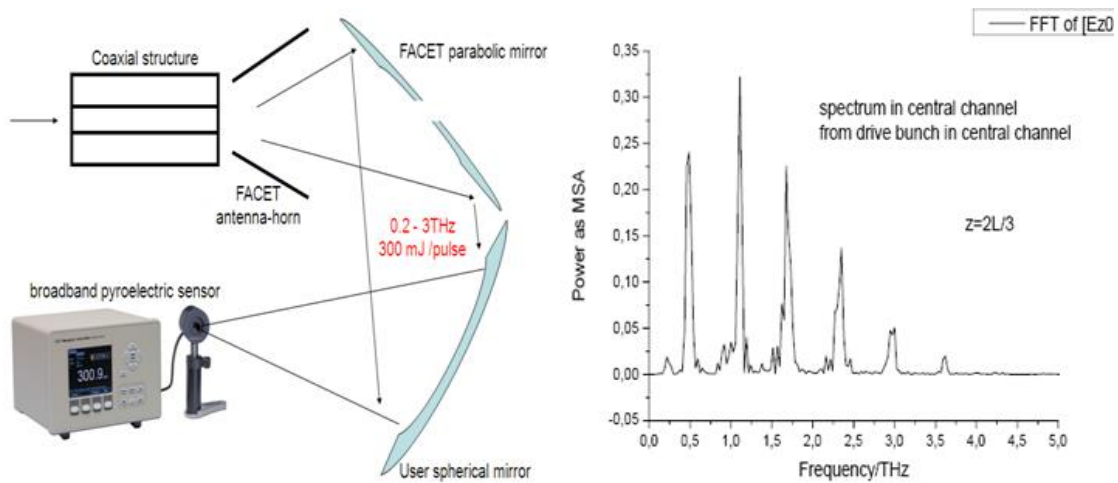 Coaxial structure
FACET parabolic mirror
FACET
antenna-horn
0.2 - 3THz
300 mJ /pulse
broadband pyroelectric sensor
300.9
User spherical mirror
FFT of [Ez0
spectrum in central channel
from drive bunch in central channel
z=2L/3
Power as MSA
0,35
0,30
0,25
0,20
0,15
0,10
0,05
0,00
-0,05
0,0 0,5 1,0 1,5 2,0 2,5 3,0 3,5 4,0 4,5 5,0
Frequency/THz